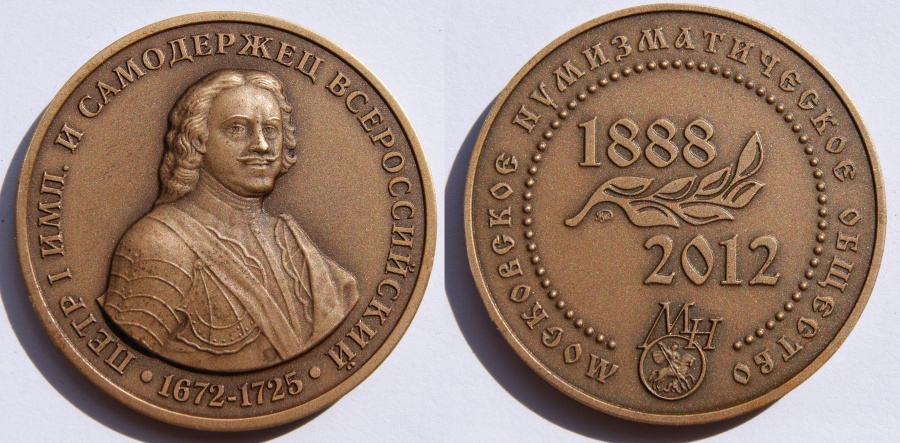 ПЕТР I ИМП. И САМОДЕРЖЕЦ ВСЕРОССИЙСКИЙ
• 1672-1725 •
МОСКОВСКОЕ НУМИЗМАТИЧЕСКОЕ ОБЩЕСТВО
1888
2012
МН